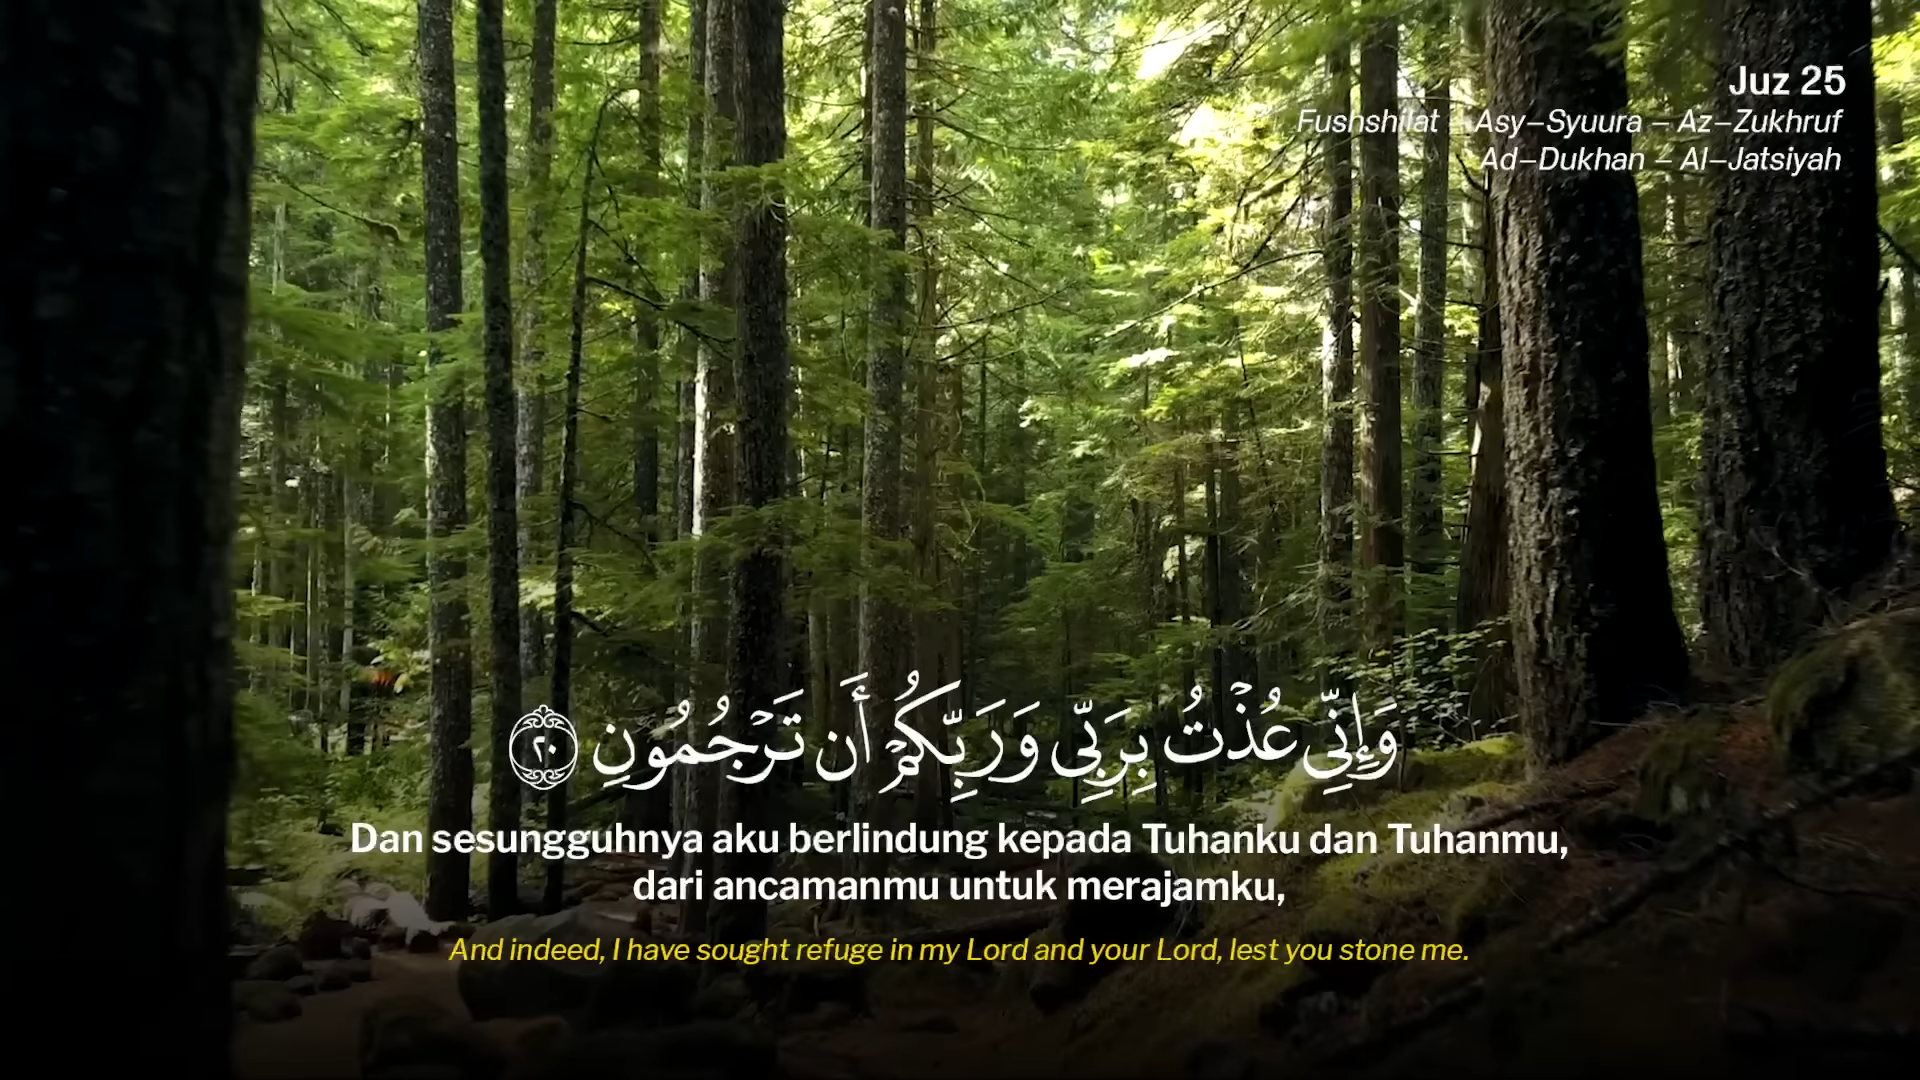 Juz 25
Fushshilat – Asy–Syuura – Az–Zukhruf
Ad–Dukhan – Al–Jatsiyah
وَإِنِّي عُذْتُ بِرَبِّي وَرَبِّكُمْ أَن تَرْجُمُونِ ٢٠
Dan sesungguhnya aku berlindung kepada Tuhanku dan Tuhanmu,
dari ancamanmu untuk merajamku,
And indeed, I have sought refuge in my Lord and your Lord, lest you stone me.